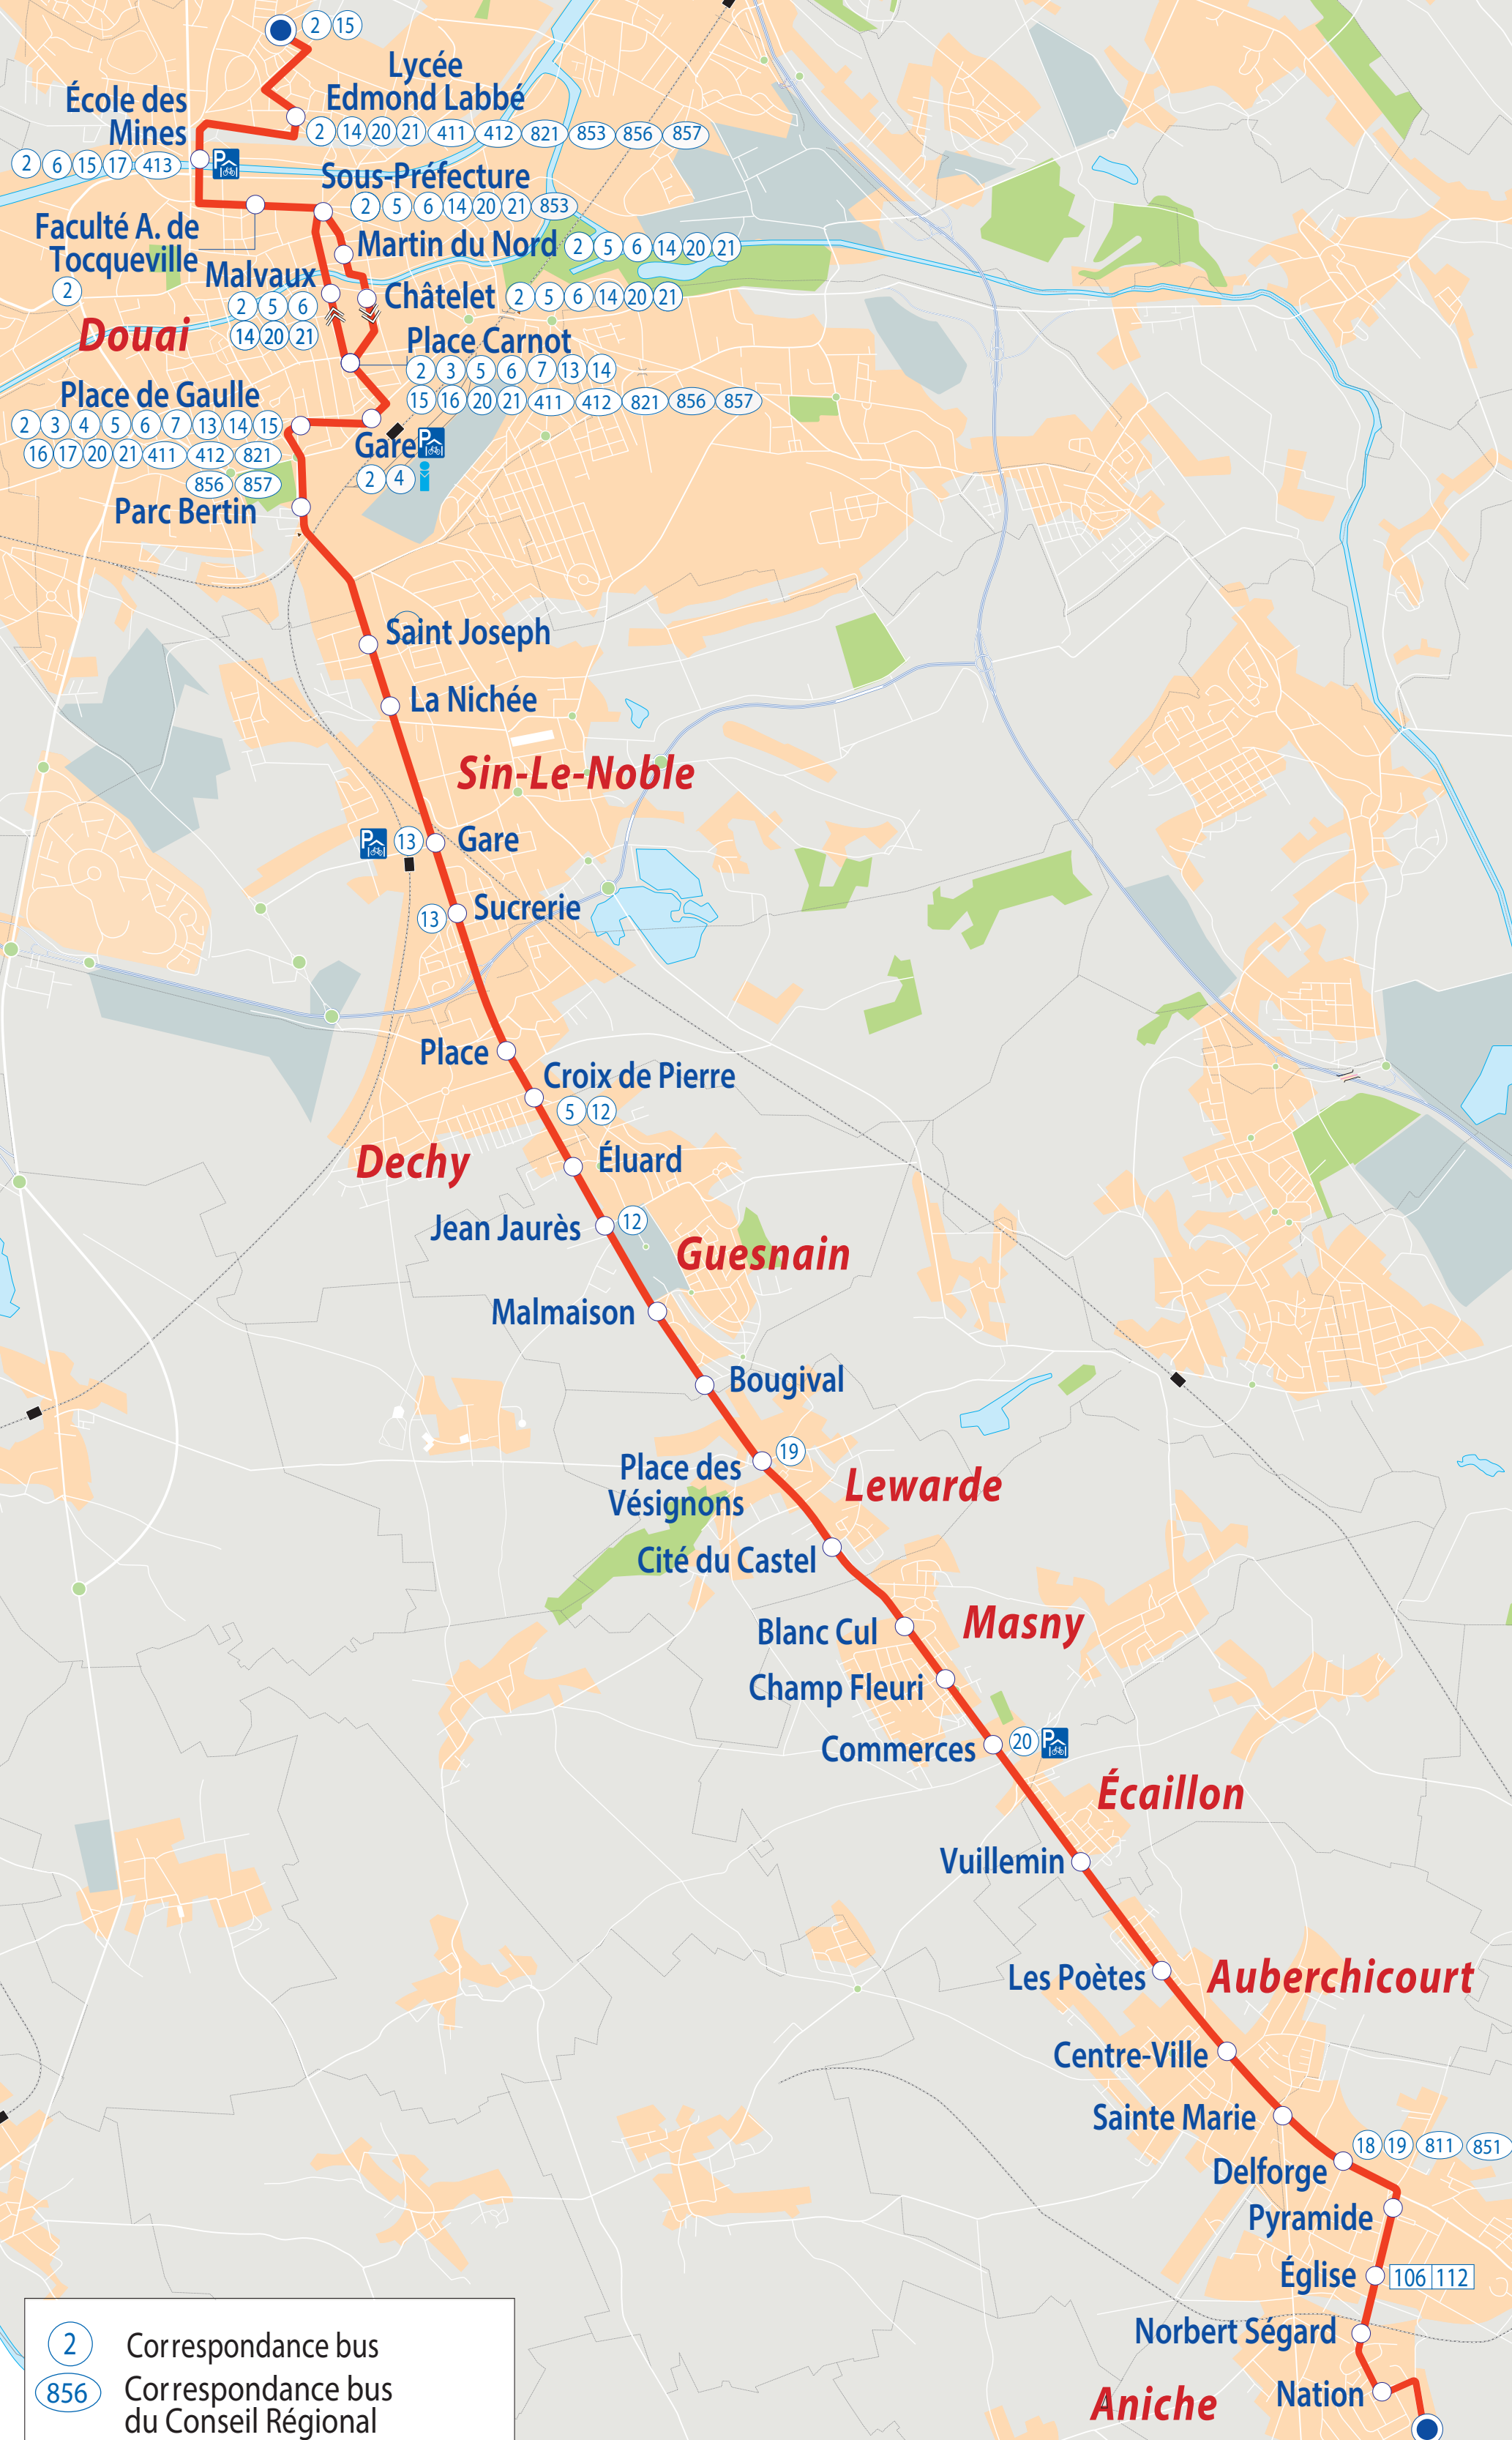 2 15
Lycée
Edmond Labbé
2 14 20 21 411 412 821 853 856 857
École des
Mines
2 6 15 17 413 P
Sous-Préfecture
2 5 6 14 20 21 853
Faculté A. de
Tocqueville
2
Martin du Nord 2 5 6 14 20 21
Malvaux
2 5 6
14 20 21
Châtelet 2 5 6 14 20 21
Douai
Place Carnot
2 3 5 6 7 13 14
15 16 20 21 411 412 821 856 857
Place de Gaulle
2 3 4 5 6 7 13 14 15
16 17 20 21 411 412 821
856 857
Gare P
2 4
Parc Bertin
Saint Joseph
La Nichée
Sin-Le-Noble
P 13 Gare
13 Sucrerie
Place
Croix de Pierre
5 12
Dechy
Éluard
Jean Jaurès 12
Guesnain
Malmaison
Bougival
19
Place des
Vésignons
Lewarde
Cité du Castel
Blanc Cul
Masny
Champ Fleuri
Commerces 20 P
Écaillon
Vuillemin
Les Poètes
Auberchicourt
Centre-Ville
Sainte Marie
18 19 811 851
Delforge
Pyramide
Église 106 112
Norbert Ségard
Nation
Aniche
2 Correspondance bus
856 Correspondance bus
du Conseil Régional